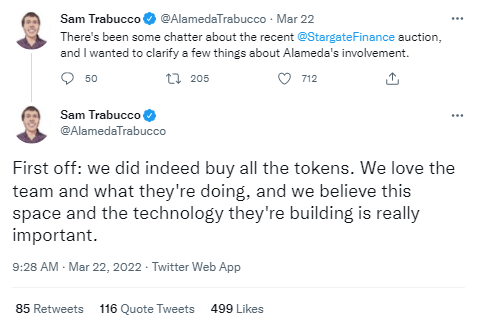 Sam Trabucco @AlamedaTrabucco · Mar 22
There's been some chatter about the recent @StargateFinance auction,
and I wanted to clarify a few things about Alameda's involvement.
50 205 712
Sam Trabucco
@AlamedaTrabucco
First off: we did indeed buy all the tokens. We love the
team and what they're doing, and we believe this
space and the technology they're building is really
important.
9:28 AM · Mar 22, 2022 · Twitter Web App
85 Retweets 116 Quote Tweets 499 Likes